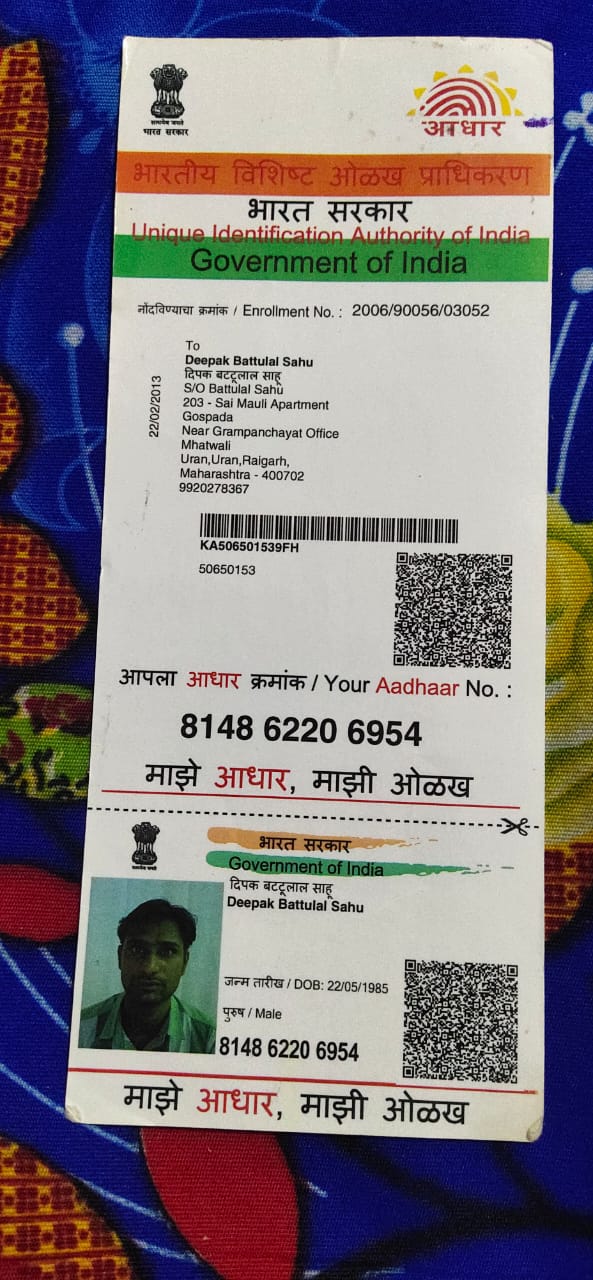 सत्यमेव जयते
भारत सरकार
आधार
भारतीय विशिष्ट ओळख प्राधिकरण
भारत सरकार
Unique Identification Authority of India
Government of India
नोंदविण्याचा क्रमांक / Enrollment No. : 2006/90056/03052
22/02/2013
To
Deepak Battulal Sahu
दिपक बटटूलाल साहू
S/O Battulal Sahu
203 - Sai Mauli Apartment
Gospada
Near Grampanchayat Office
Mhatwali
Uran,Uran,Raigarh,
Maharashtra - 400702
9920278367
KA506501539FH
50650153
आपला आधार क्रमांक / Your Aadhaar No. :
8148 6220 6954
माझे आधार, माझी ओळख
भारत सरकार
Government of India
दिपक बटटूलाल साहू
Deepak Battulal Sahu
जन्म तारीख / DOB: 22/05/1985
पुरुष / Male
8148 6220 6954
माझे आधार, माझी ओळख